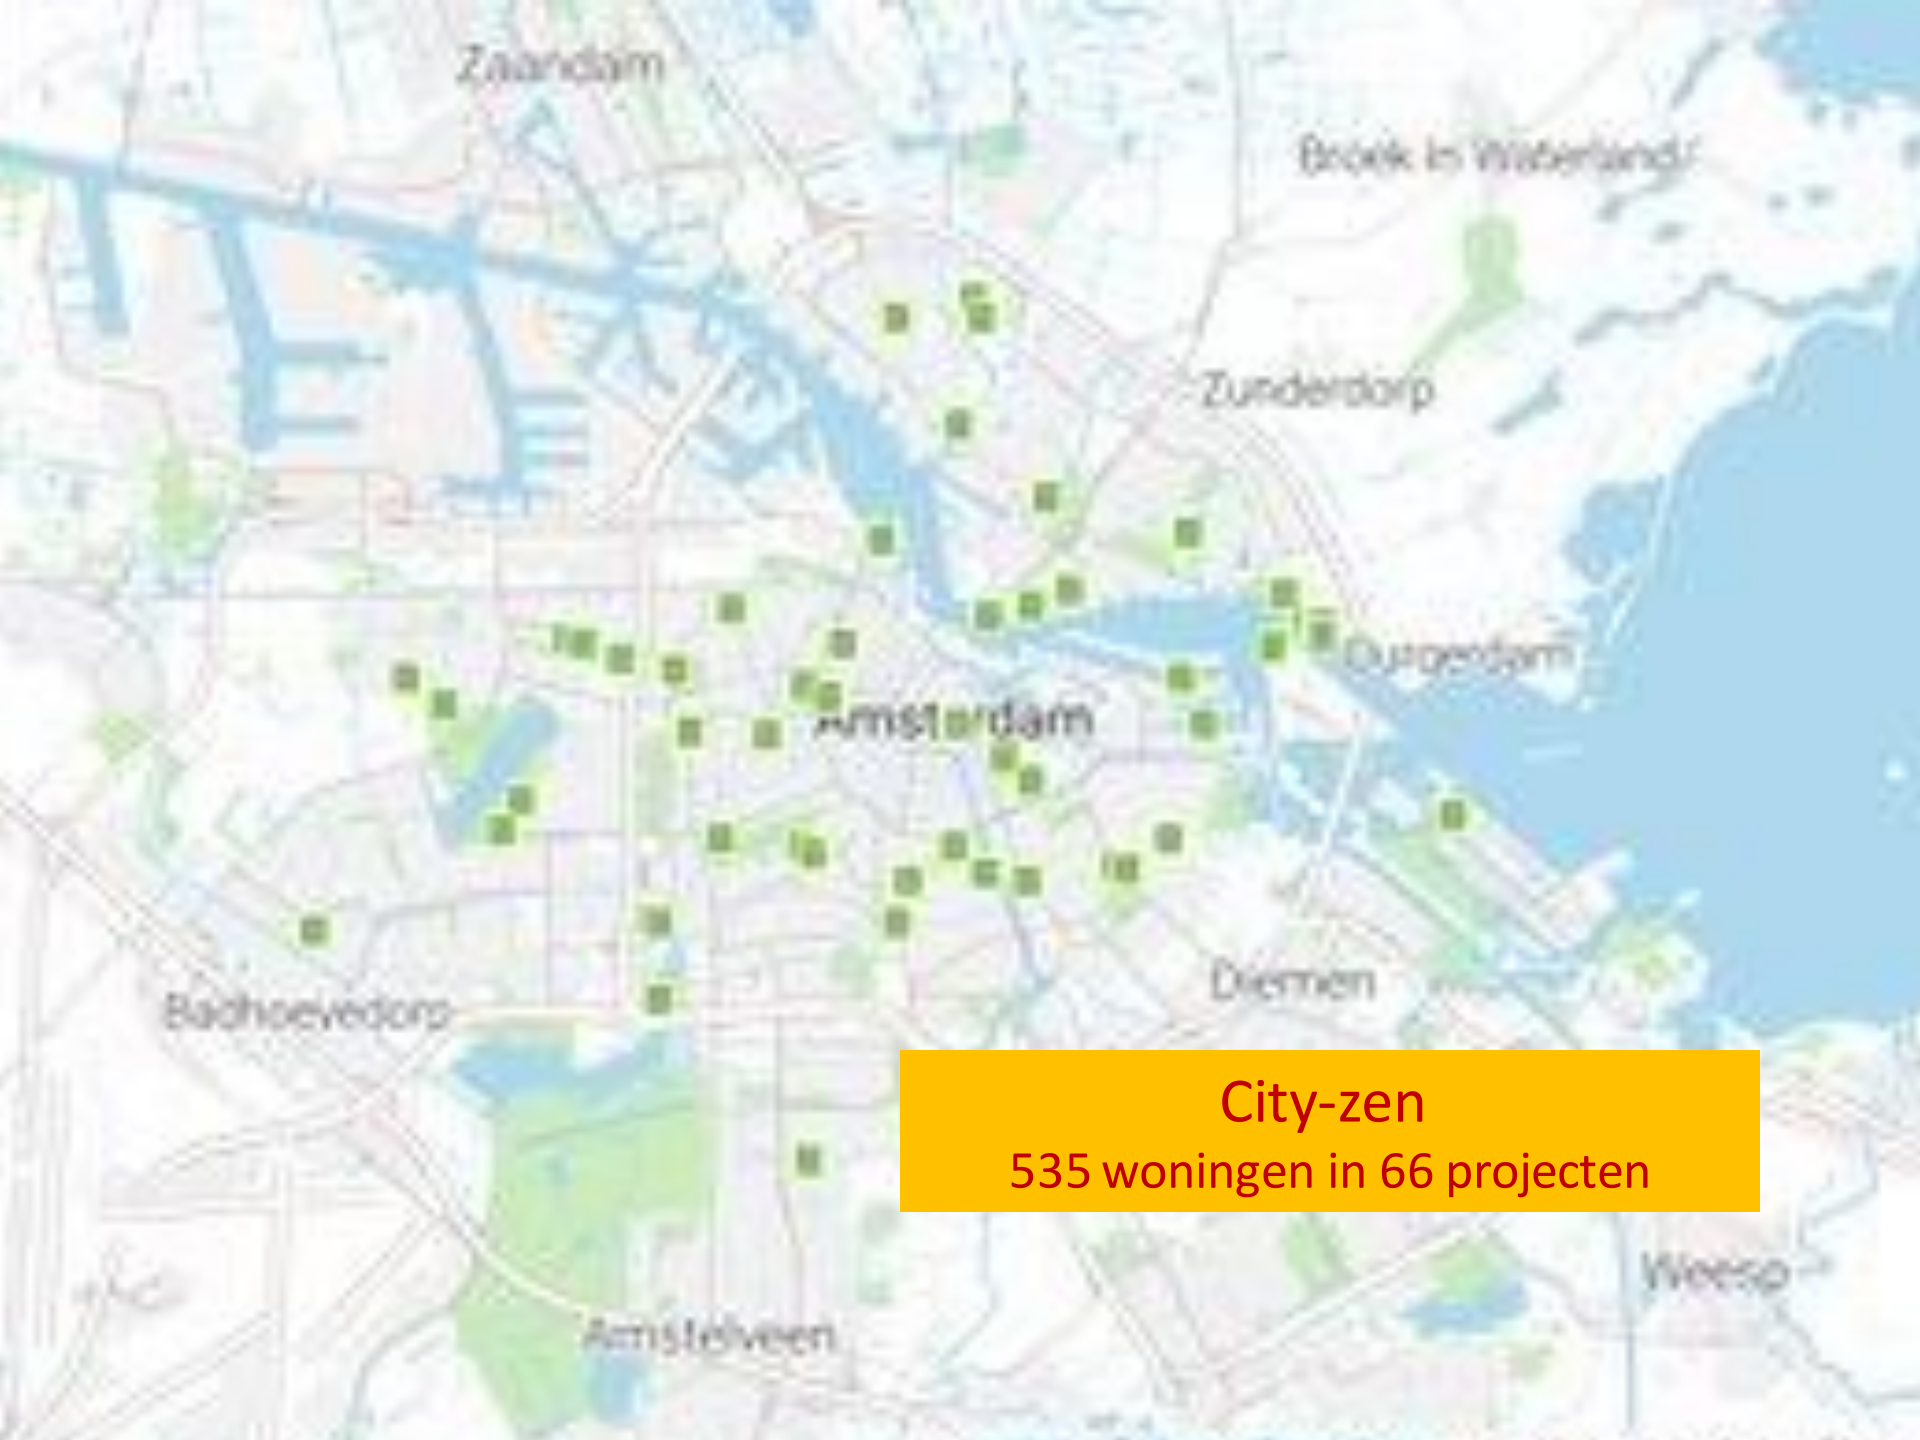 Zaandam
Broek in Waterland
Zunderdorp
Durgerdam
Amsterdam
Diemen
Badhoevedorp
City-zen
535 woningen in 66 projecten
Weesp
Amstelveen